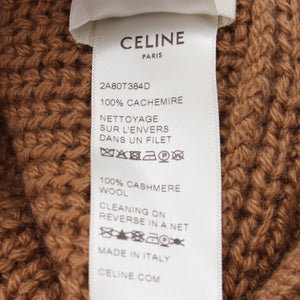 CELINE
PARIS
2A80T384D
100% CACHEMIRE
NETTOYAGE
SUR L'ENVERS
DANS UN FILET
100% CASHMERE
WOOL
CLEANING ON
REVERSE IN A NET
MADE IN ITALY
CELINE.COM